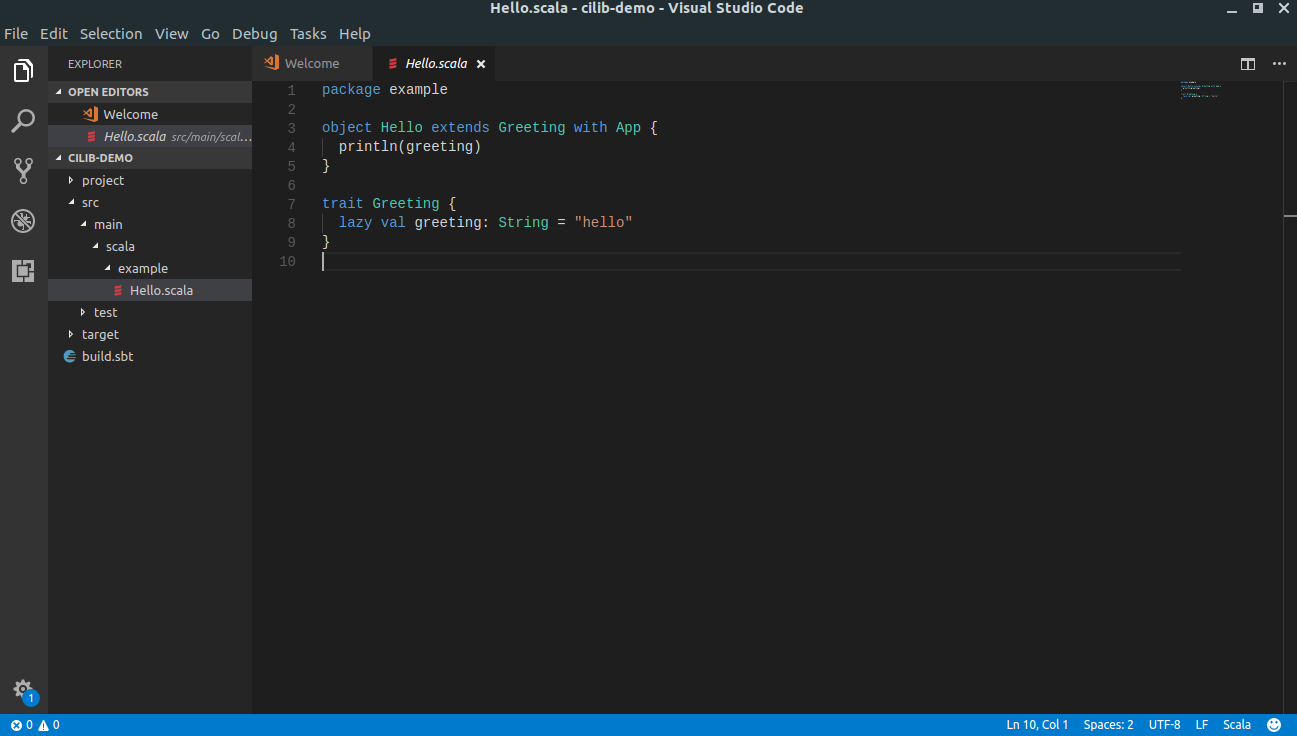 Hello.scala - cilib-demo - Visual Studio Code
File Edit Selection View Go Debug Tasks Help
EXPLORER
OPEN EDITORS
Welcome
Hello.scala src/main/scal...
CILIB-DEMO
project
src
main
scala
example
Hello.scala
test
target
build.sbt
1
Welcome
Hello.scala
1 package example
2
3 object Hello extends Greeting with App {
4   println(greeting)
5 }
6
7 trait Greeting {
8   lazy val greeting: String = "hello"
9 }
10
0 0
Ln 10, Col 1 Spaces: 2 UTF-8 LF Scala